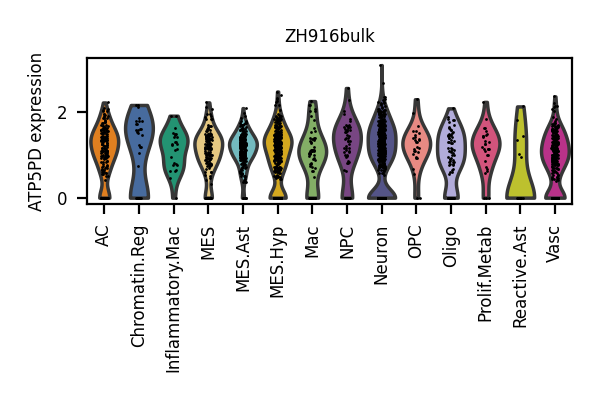 ZH916bulk
ATP5PD expression
2
0
AC
Chromatin.Reg
Inflammatory.Mac
MES
MES.Ast
MES.Hyp
Mac
NPC
Neuron
OPC
Oligo
Prolif.Metab
Reactive.Ast
Vasc